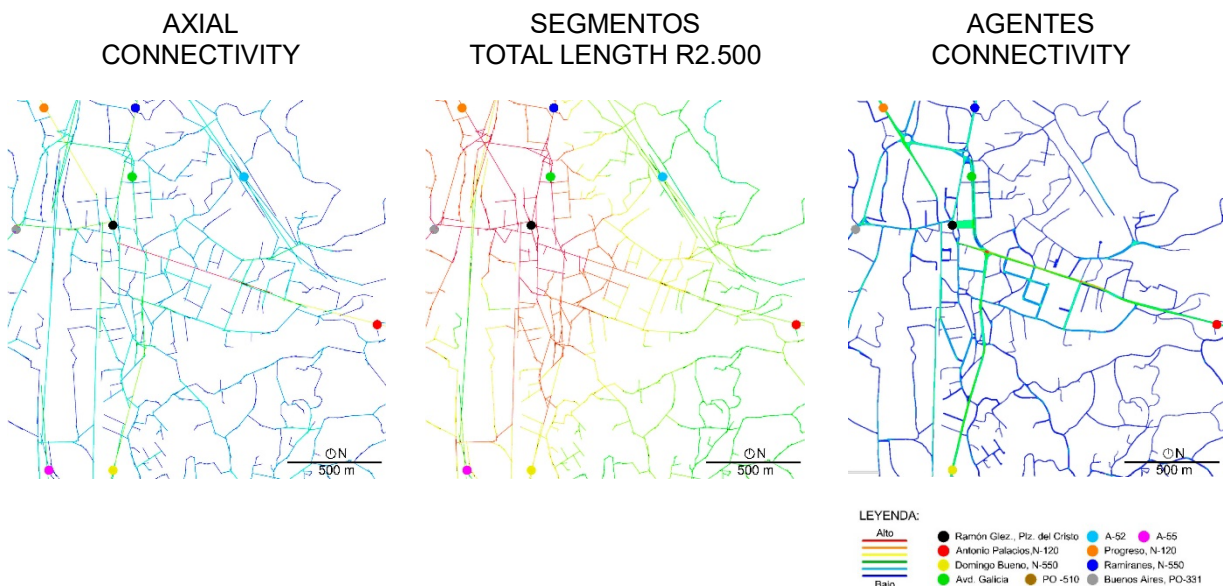 AXIAL
CONNECTIVITY
SEGMENTOS
TOTAL LENGTH R2.500
AGENTES
CONNECTIVITY
N
500 m
N
500 m
N
500 m
LEYENDA:
Alto
Bajo
Ramón Glez., Plz. del Cristo
A-52
A-55
Antonio Palacios,N-120
Progreso, N-120
Domingo Bueno, N-550
Ramiranes, N-550
Avd. Galicia
PO -510
Buenos Aires, PO-331